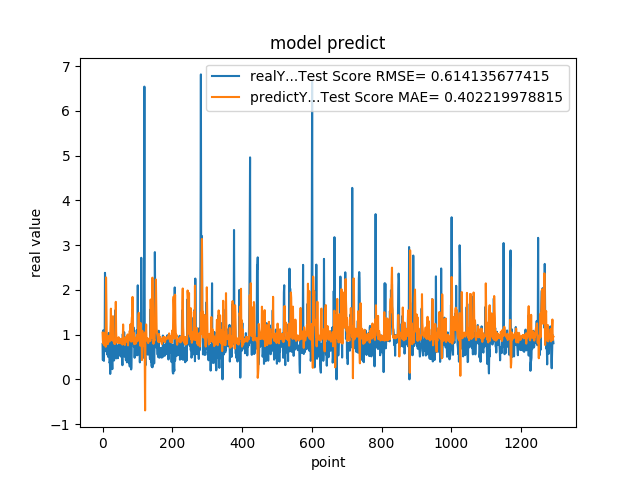 model predict
realY...Test Score RMSE= 0.614135677415
predictY...Test Score MAE= 0.402219978815
7
6
5
4
3
2
1
0
−1
real value
0 200 400 600 800 1000 1200
point